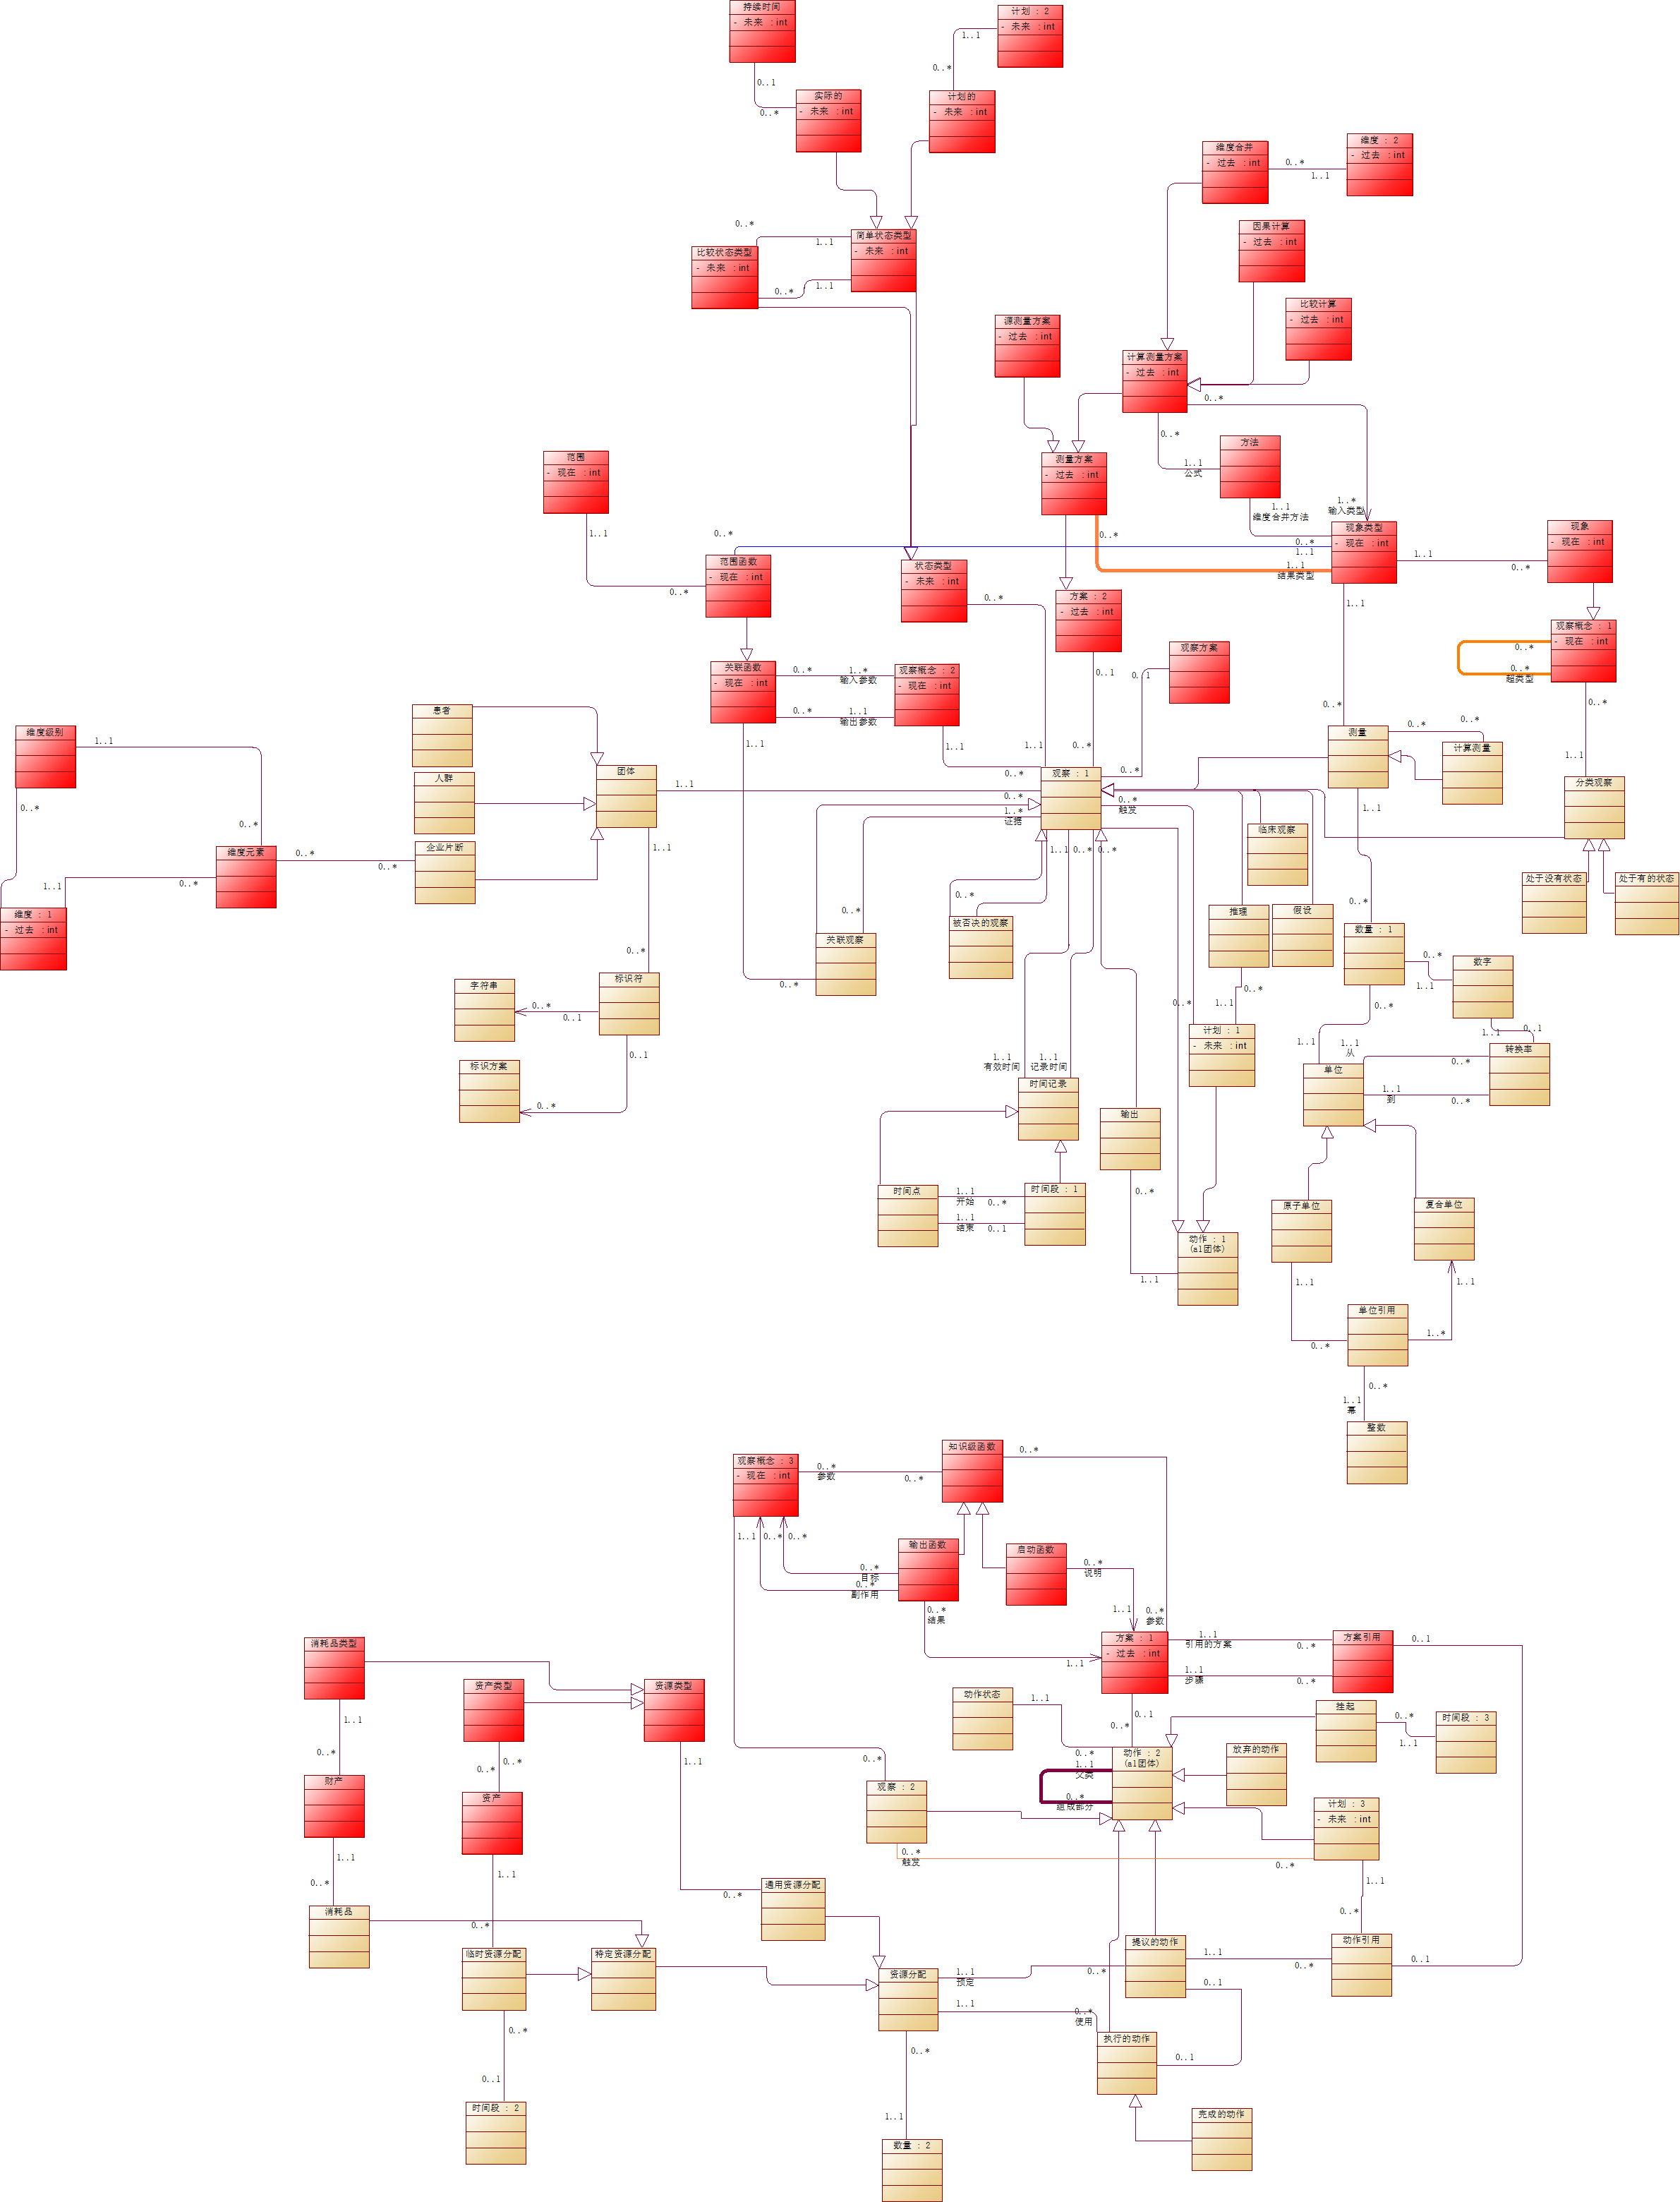 持续时间
- 未来 : int
计划 : 2
- 未来 : int
0..1
0..*
1..1
0..*
实际的
- 未来 : int
计划的
- 未来 : int
维度合并
- 过去 : int
0..*
1..1
维度 : 2
- 过去 : int
因果计算
- 过去 : int
比较计算
- 过去 : int
0..*
1..1
比较状态类型
- 未来 : int
0..*
1..1
简单状态类型
- 未来 : int
源测量方案
- 过去 : int
计算测量方案
- 过去 : int
0..*
0..*
1..1
公式
方法
测量方案
- 过去 : int
范围
- 现在 : int
1..1
0..*
1..1
维度合并方法
1..*
输入类型
现象类型
- 现在 : int
0..*
1..1
1..1
结果类型
0..*
0..*
范围函数
- 现在 : int
状态类型
- 未来 : int
0..*
方案 : 2
- 过去 : int
1..1
0..*
现象
- 现在 : int
观察概念 : 1
- 现在 : int
0..*
0..*
超类型
1..1
0..*
关联函数
- 现在 : int
0..*
1..*
输入参数
0..*
1..1
输出参数
观察概念 : 2
- 现在 : int
0..1
观察方案
0..1
1..1
1..1
1..1
0..*
0..*
0..*
维度级别
1..1
0..*
0..*
患者
人群
企业片断
团体
1..1
观察 : 1
0..*
1..*
证据
0..*
触发
0..*
测量
0..*
0..*
计算测量
1..1
分类观察
1..1
临床观察
推理
假设
处于没有状态
处于有的状态
维度元素
0..*
0..*
1..1
0..*
维度 : 1
- 过去 : int
1..1
0..*
1..1
0..*
0..*
0..*
被否决的观察
0..*
关联观察
0..*
0..*
数量 : 1
0..*
1..1
数字
0..*
1..1
0..1
标识符
字符串
0..*
0..1
标识方案
0..1
0..*
0..*
1..1
0..*
计划 : 1
- 未来 : int
1..1
1..1
从
0..*
转换率
单位
1..1
到
0..*
1..1
有效时间
1..1
记录时间
时间记录
输出
时间点
1..1
开始
0..*
1..1
结束
0..1
时间段 : 1
0..*
动作 : 1
(a1团体)
1..1
原子单位
复合单位
1..1
1..1
单位引用
0..*
1..*
0..*
1..1
幂
整数
观察概念 : 3
- 现在 : int
0..*
参数
0..*
知识级函数
0..*
1..1
0..*
0..*
输出函数
0..*
目标
0..*
副作用
启动函数
0..*
说明
0..*
结果
1..1
0..*
参数
方案 : 1
- 过去 : int
1..1
1..1
引用的方案
0..*
1..1
步骤
0..*
方案引用
0..1
消耗品类型
资产类型
资源类型
动作状态
1..1
0..1
0..*
挂起
0..*
1..1
时间段 : 3
1..1
0..*
0..*
0..*
1..1
财产
资产
0..*
观察 : 2
0..*
1..1
父类
0..*
组成部分
动作 : 2
(a1团体)
放弃的动作
计划 : 3
- 未来 : int
0..*
触发
0..*
1..1
0..*
1..1
0..*
1..1
0..*
0..*
通用资源分配
消耗品
临时资源分配
特定资源分配
资源分配
1..1
预定
0..*
提议的动作
1..1
0..*
动作引用
0..1
1..1
0..*
使用
0..1
执行的动作
0..1
0..*
0..1
时间段 : 2
0..*
1..1
数量 : 2
完成的动作